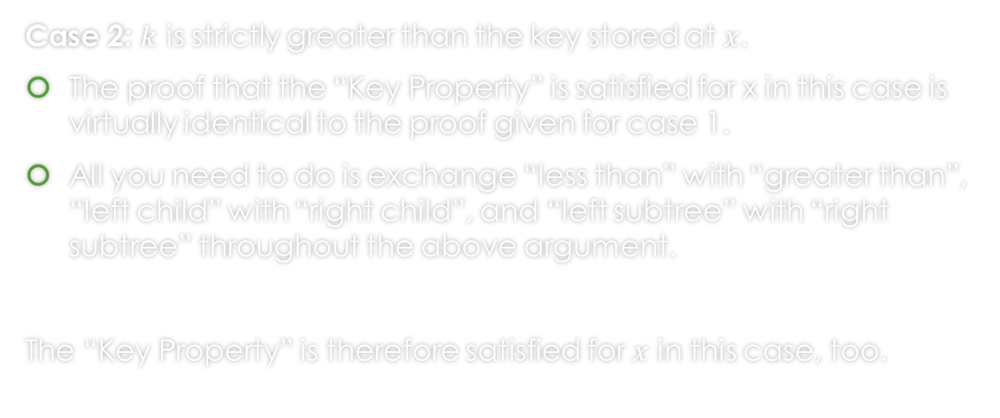 Case 2: k is strictly greater than the key stored at x.
The proof that the “Key Property” is satisfied for x in this case is
virtually identical to the proof given for case 1.
All you need to do is exchange “less than” with “greater than”,
“left child” with “right child”, and “left subtree” with “right
subtree” throughout the above argument.
The “Key Property” is therefore satisfied for x in this case, too.